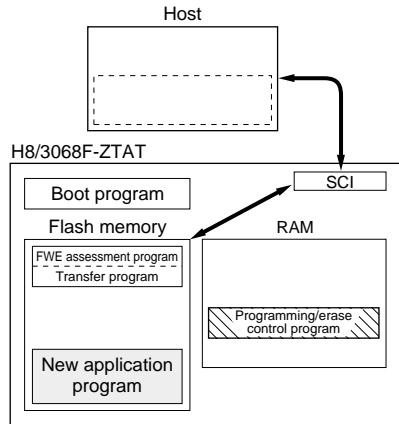 Host
H8/3068F-ZTAT
SCI
Boot program
Flash memory
RAM
FWE assessment program
Transfer program
Programming/erase
control program
New application
program